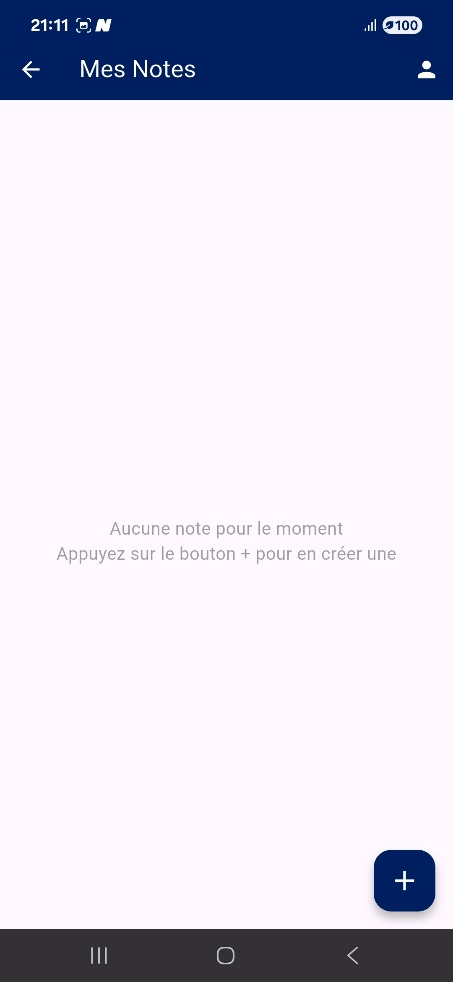 21:11 N 100
Mes Notes
Aucune note pour le moment
Appuyez sur le bouton + pour en créer une
+